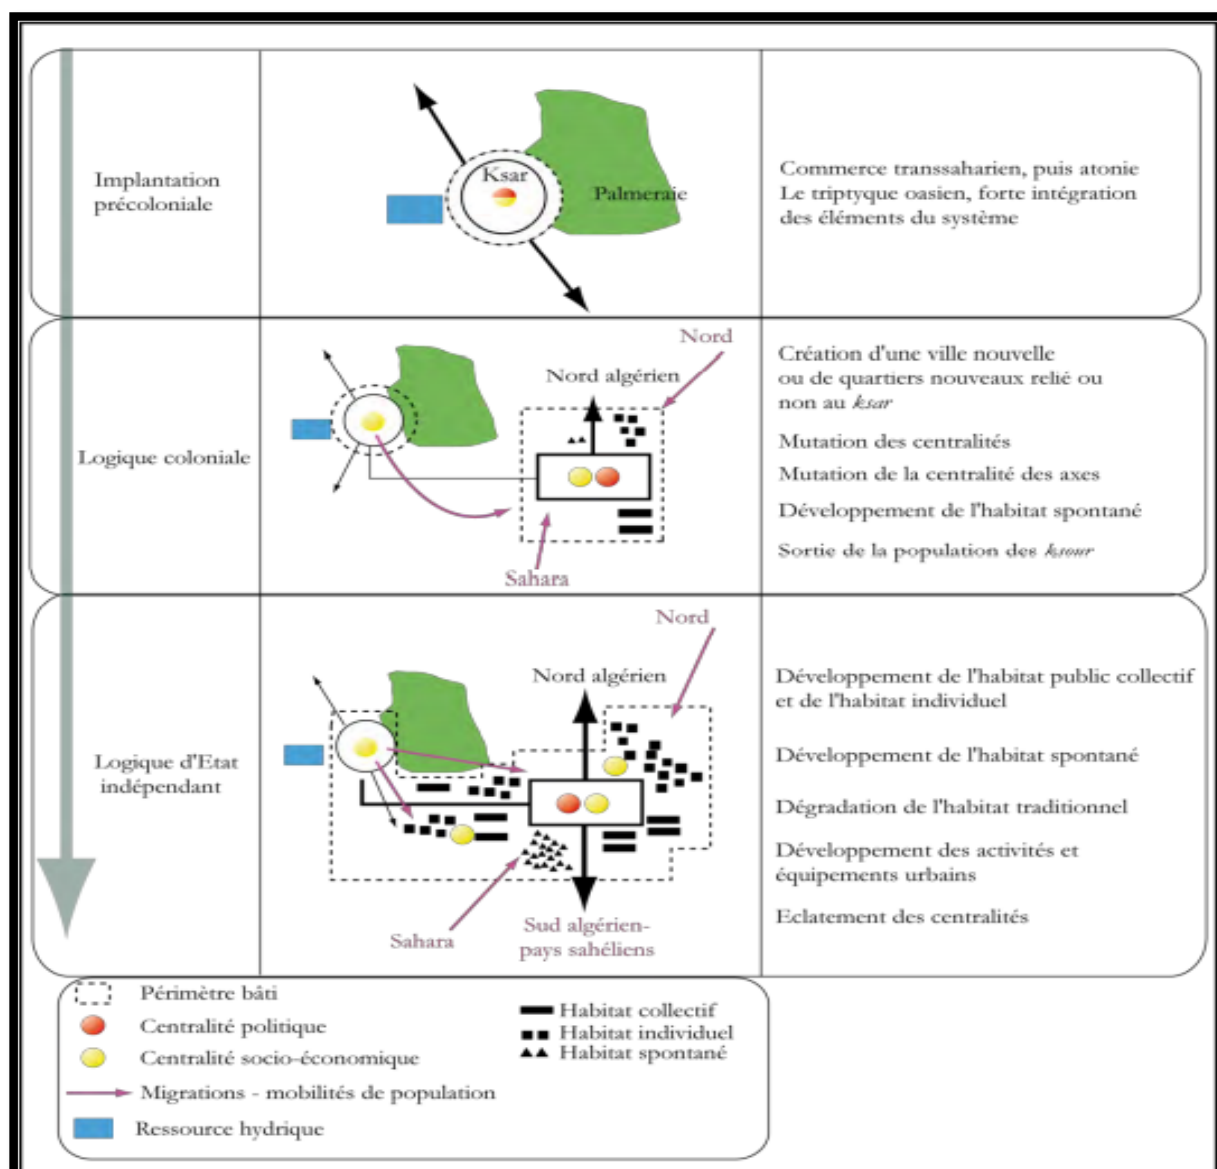 Implantation
précoloniale
Ksar
Palmeraie
Commerce transsaharien, puis atonie
Le triptyque oasien, forte intégration
des éléments du système
Logique coloniale
Nord
Nord algérien
Sahara
Création d'une ville nouvelle
ou de quartiers nouveaux relié ou
non au ksar
Mutation des centralités
Mutation de la centralité des axes
Développement de l'habitat spontané
Sortie de la population des ksour
Logique d'Etat
indépendant
Nord
Nord algérien
Sahara
Sud algérien-
pays sahéliens
Développement de l'habitat public collectif
et de l'habitat individuel
Développement de l'habitat spontané
Dégradation de l'habitat traditionnel
Développement des activités et
équipements urbains
Eclatement des centralités
Périmètre bâti
Centralité politique
Centralité socio-économique
Migrations - mobilités de population
Ressource hydrique
Habitat collectif
Habitat individuel
Habitat spontané